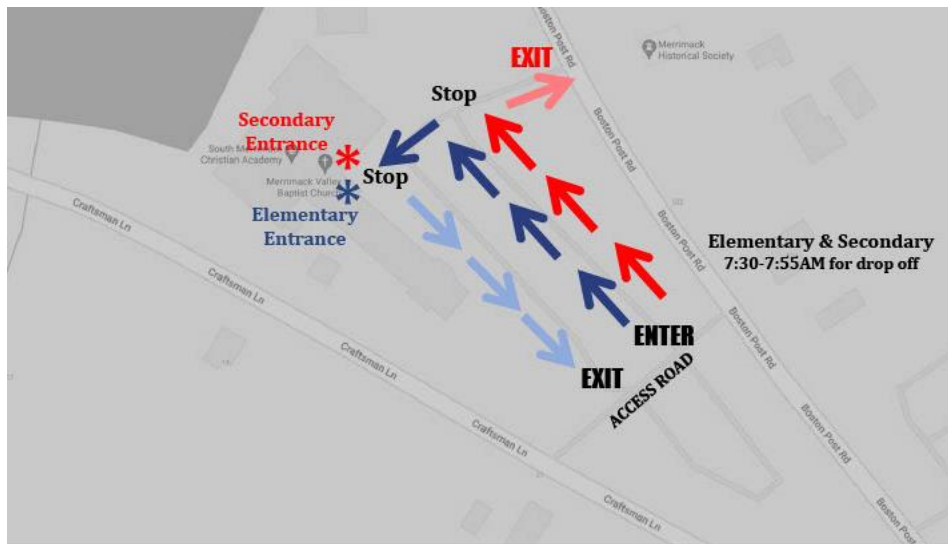 EXIT
Boston Post Rd
Merrimack
Historical Society
Stop
Secondary
Entrance
Christian Academy
Stop
Merrimack Valley
Baptist Church
Elementary
Entrance
Craftsman Ln
Craftsman Ln
Boston Post Rd
Boston Post Rd
Elementary & Secondary
7:30-7:55AM for drop off
ENTER
EXIT
ACCESS ROAD
Boston Post Rd
Craftsman Ln
Boston Post Rd
Craftsman Ln
Craftsman Ln
Boston Post Rd